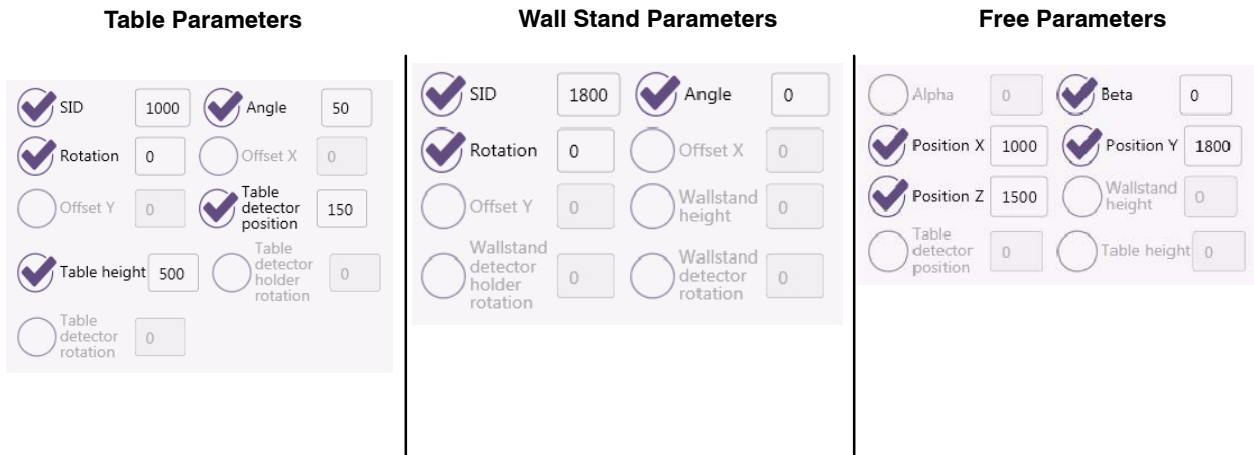 Table Parameters
SID 1000 Angle 50
Rotation 0 Offset X 0
Offset Y 0 Table detector position 150
Table height 500 Table detector holder rotation 0
Table detector rotation 0
Wall Stand Parameters
SID 1800 Angle 0
Rotation 0 Offset X 0
Offset Y 0 Wallstand height 0
Wallstand detector holder rotation 0 Wallstand detector rotation 0
Free Parameters
Alpha 0 Beta 0
Position X 1000 Position Y 1800
Position Z 1500 Wallstand height 0
Table detector position 0 Table height 0